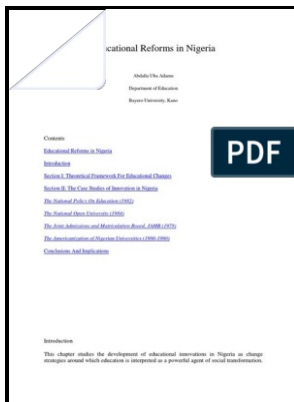 ucational Reforms in Nigeria
Abdalla Uba Adamu
Department of Education
Bayero University, Kano
Contents
Educational Reforms in Nigeria
Introduction
Section I: Theoretical Framework For Educational Changes
Section II: The Case Studies of Innovation in Nigeria
The National Policy On Education (1982)
The National Open University (1984)
The Joint Admissions and Matriculation Board, JAMB (1978)
The Americanization of Nigerian Universities (1988-1990)
Conclusions And Implications
PDF
Introduction
This chapter studies the development of educational innovations in Nigeria as change
strategies around which education is interpreted as a powerful agent of social transformation.